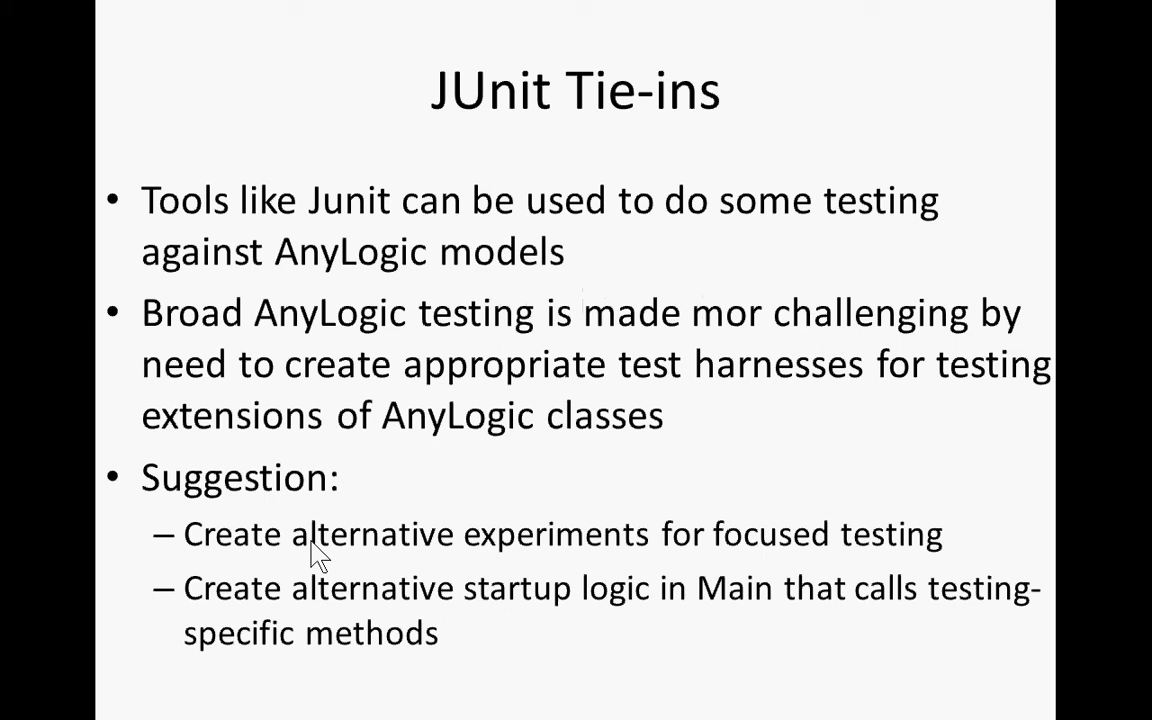 JUnit Tie-ins
• Tools like Junit can be used to do some testing
against AnyLogic models
• Broad AnyLogic testing is made mor challenging by
need to create appropriate test harnesses for testing
extensions of AnyLogic classes
• Suggestion:
– Create alternative experiments for focused testing
– Create alternative startup logic in Main that calls testing-
specific methods